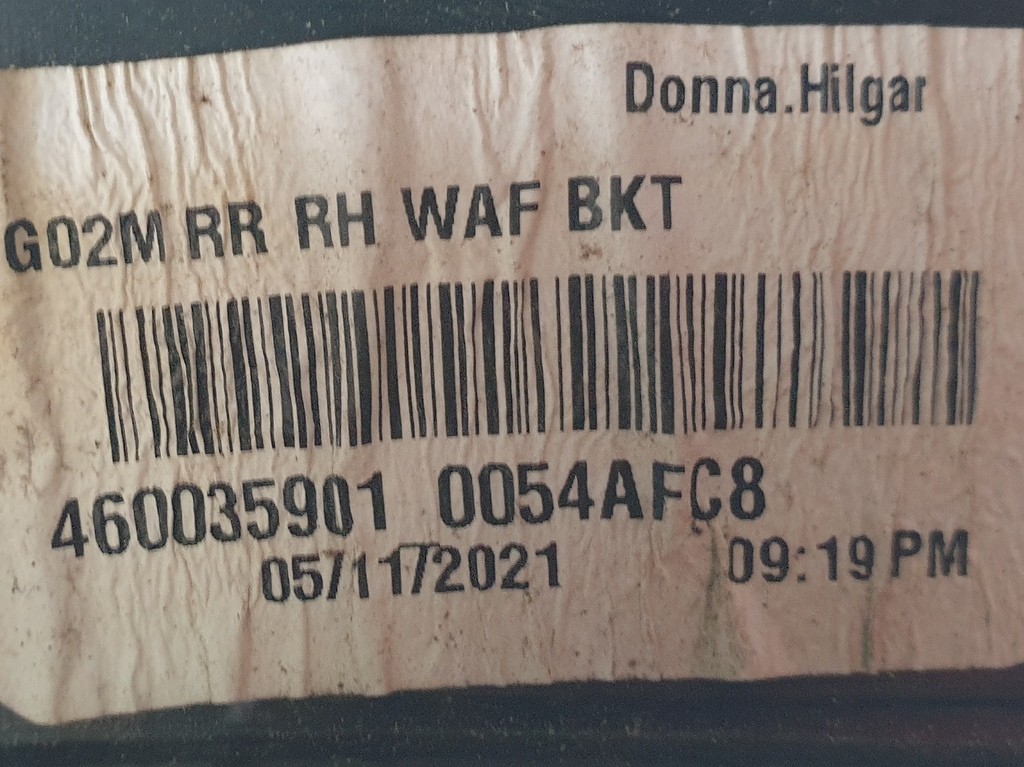 Donna.Hilgar
G02M RR RH WAF BKT
460035901 0054AFC8
05/11/2021 09:19 PM